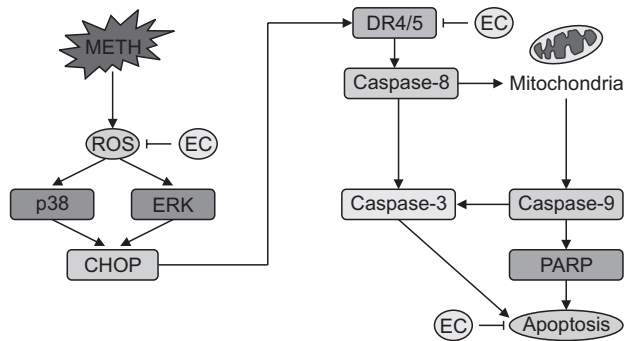 METH
DR4/5
EC
Caspase-8
Mitochondria
ROS
EC
p38
ERK
Caspase-3
Caspase-9
CHOP
PARP
EC
Apoptosis